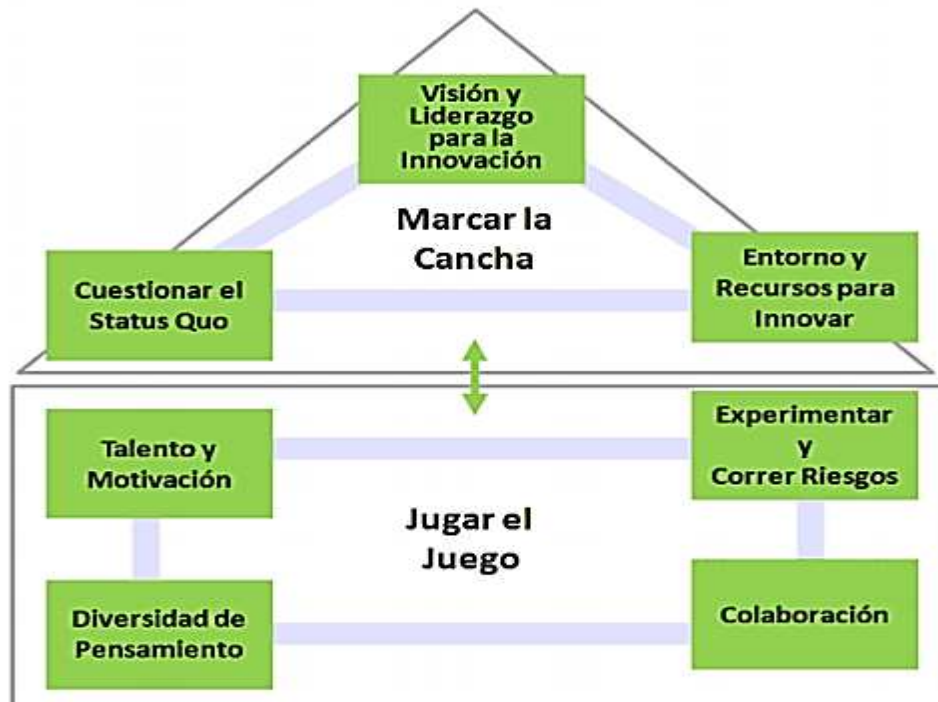 Visión y
Liderazgo
para la
Innovación
Marcar la
Cancha
Cuestionar el
Status Quo
Entorno y
Recursos para
Innovar
Talento y
Motivación
Experimentar
y
Correr Riesgos
Jugar el
Juego
Diversidad de
Pensamiento
Colaboración